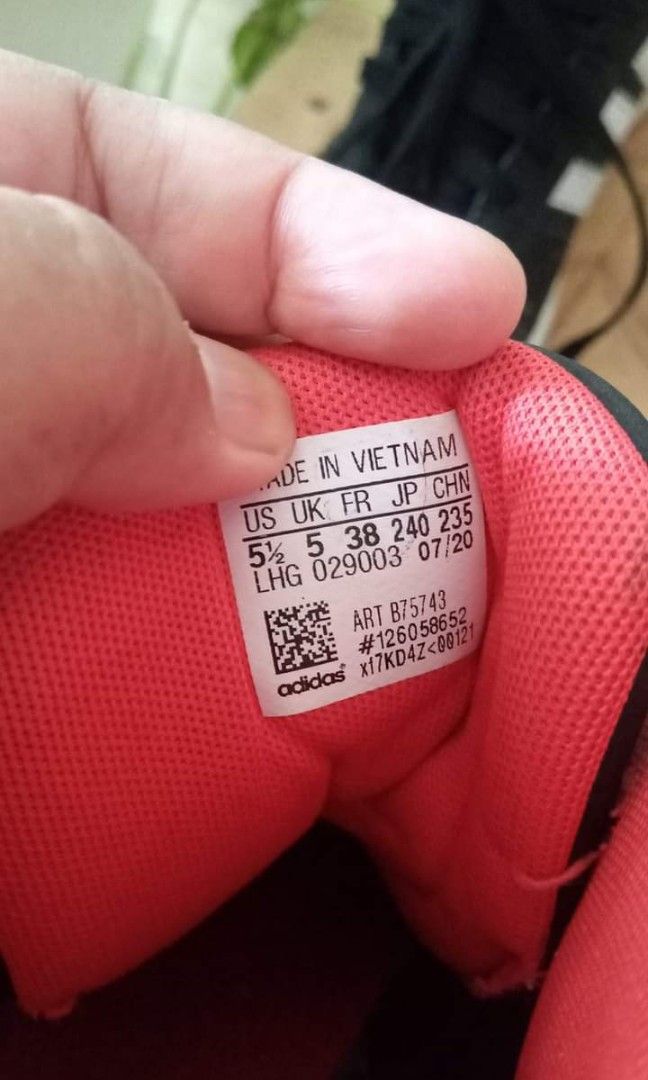 ADE IN VIETNAM
US UK FR JP CHN
5½ 5 38 240 235
LHG 029003 07/20
ART B75743
#126058652
x17KD4Z<00121
adidas®